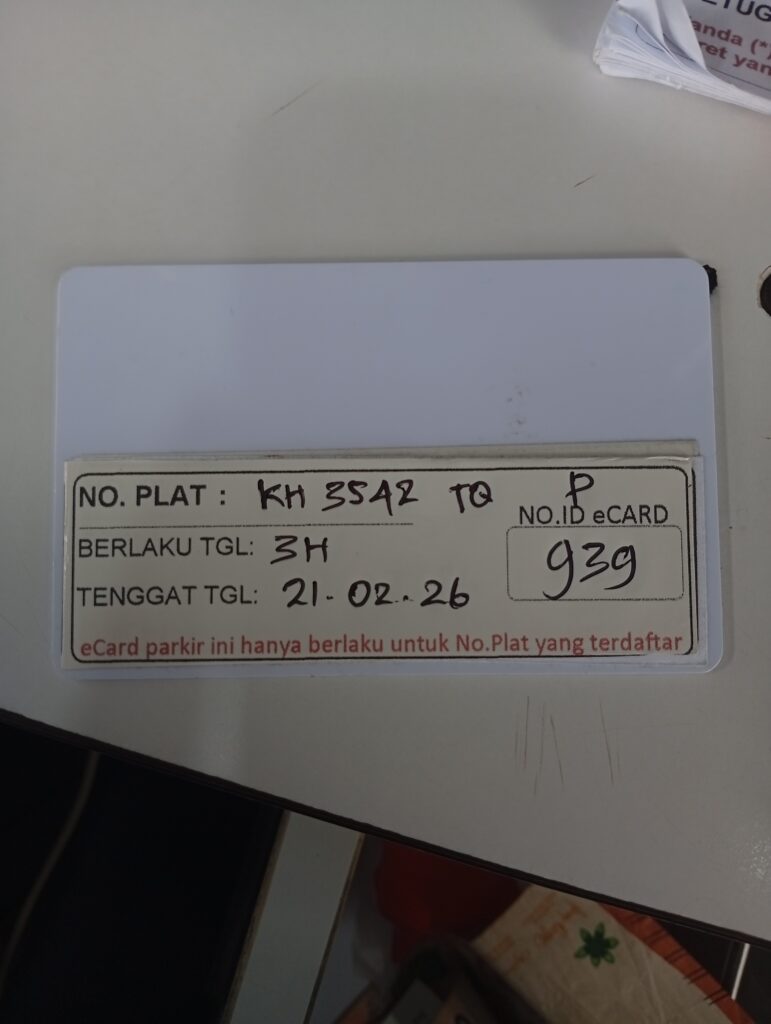 ETUG
anda (*)
ret yan
NO. PLAT : KH 3542 TQ
P
NO.ID eCARD
BERLAKU TGL: 3H
939
TENGGAT TGL: 21-02-26
eCard parkir ini hanya berlaku untuk No.Plat yang terdaftar